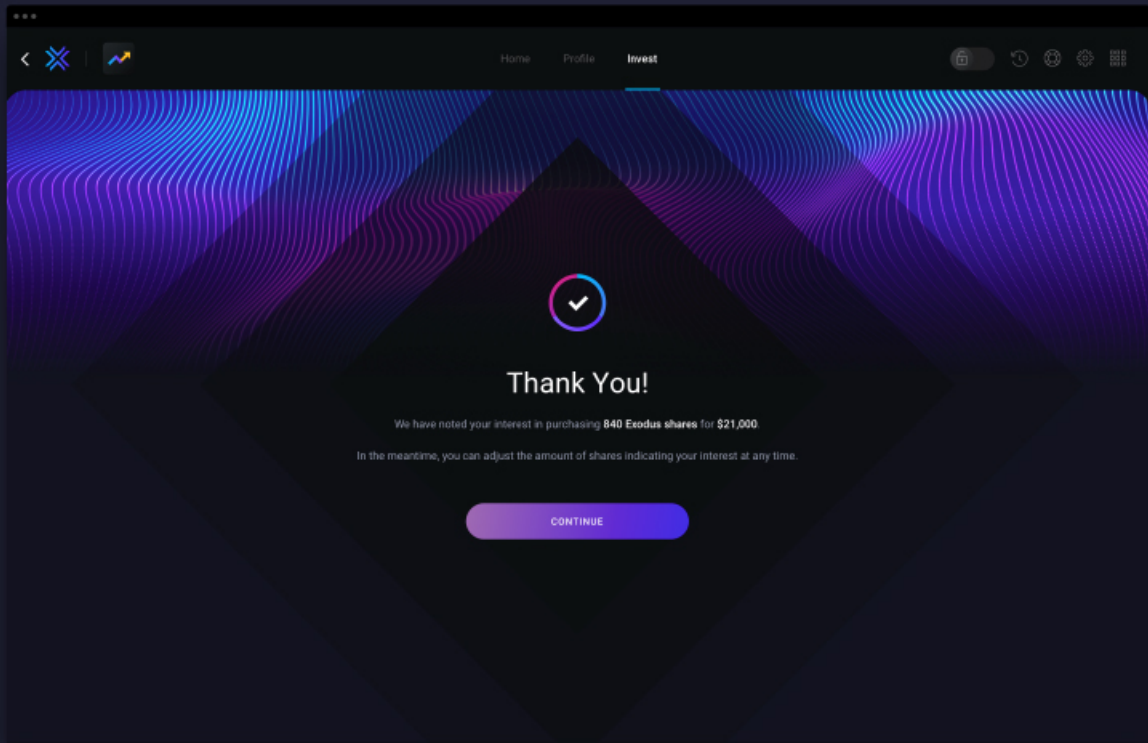 Home Profile Invest
Thank You!
We have noted your interest in purchasing 840 Exodus shares for $21,000.
In the meantime, you can adjust the amount of shares indicating your interest at any time.
CONTINUE